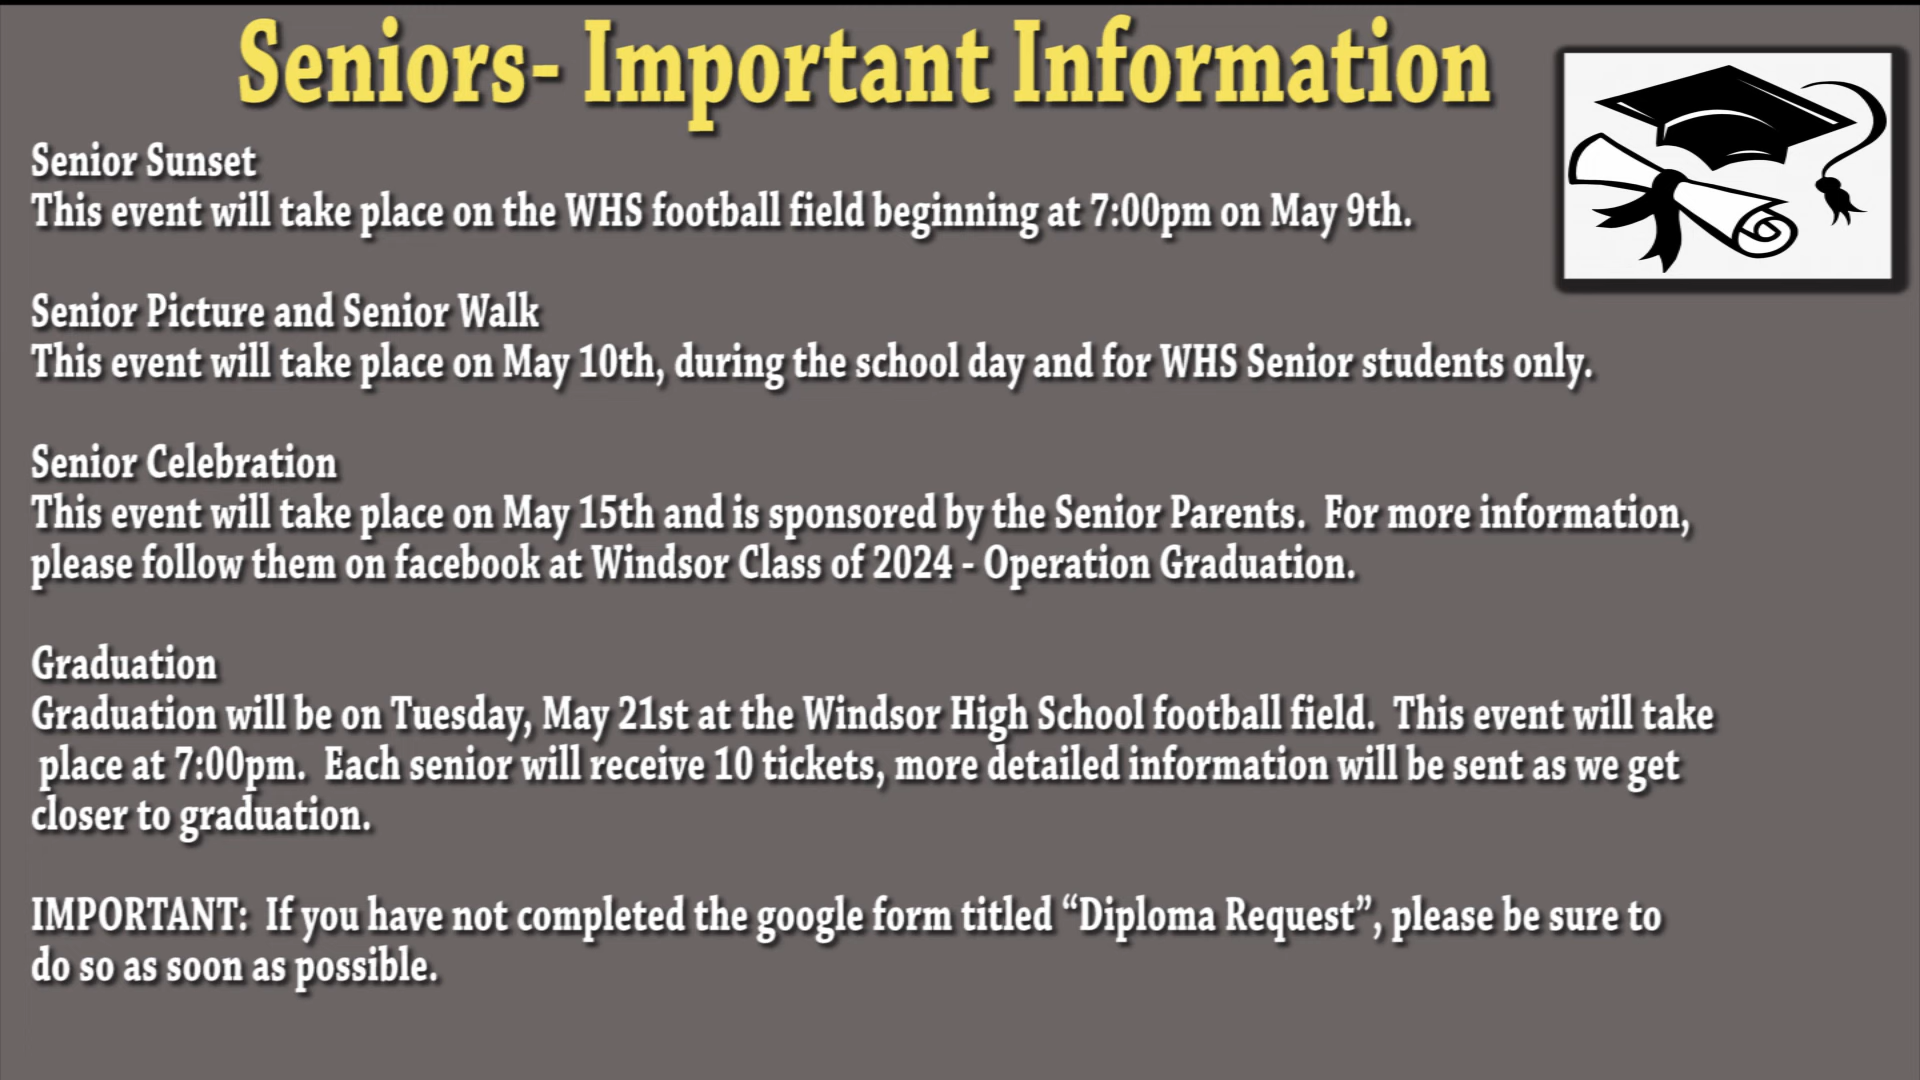 Seniors- Important Information
Senior Sunset
This event will take place on the WHS football field beginning at 7:00pm on May 9th.
Senior Picture and Senior Walk
This event will take place on May 10th, during the school day and for WHS Senior students only.
Senior Celebration
This event will take place on May 15th and is sponsored by the Senior Parents.  For more information,
please follow them on facebook at Windsor Class of 2024 - Operation Graduation.
Graduation
Graduation will be on Tuesday, May 21st at the Windsor High School football field.  This event will take
place at 7:00pm.  Each senior will receive 10 tickets, more detailed information will be sent as we get
closer to graduation.
IMPORTANT:  If you have not completed the google form titled “Diploma Request”, please be sure to
do so as soon as possible.